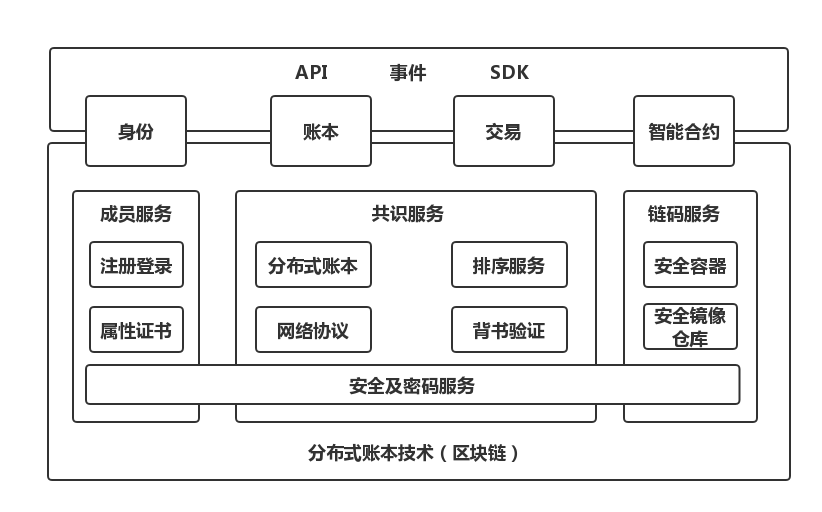 API 事件 SDK
身份 账本 交易 智能合约
成员服务 共识服务 链码服务
注册登录 分布式账本 排序服务 安全容器
属性证书 网络协议 背书验证 安全镜像
仓库
安全及密码服务
分布式账本技术（区块链）